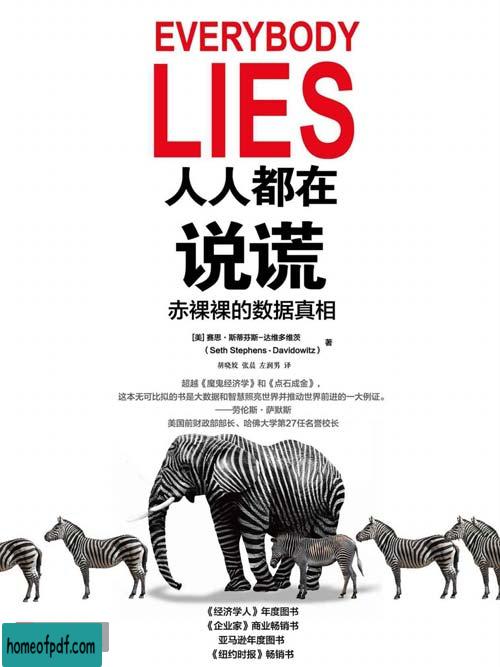 EVERYBODY
LIES
人人都在
说谎
赤裸裸的数据真相
[美] 赛思·斯蒂芬斯-达维多维茨
（Seth Stephens - Davidowitz） 著
胡晓姣 张晨 左润男 译
超越《魔鬼经济学》和《点石成金》，
这本无可比拟的书是大数据和智慧照亮世界并推动世界前进的一大例证。
——劳伦斯·萨默斯
美国前财政部部长、哈佛大学第27任名誉校长
《经济学人》年度图书
《企业家》商业畅销书
亚马逊年度图书
《纽约时报》畅销书
homeofpdf.com